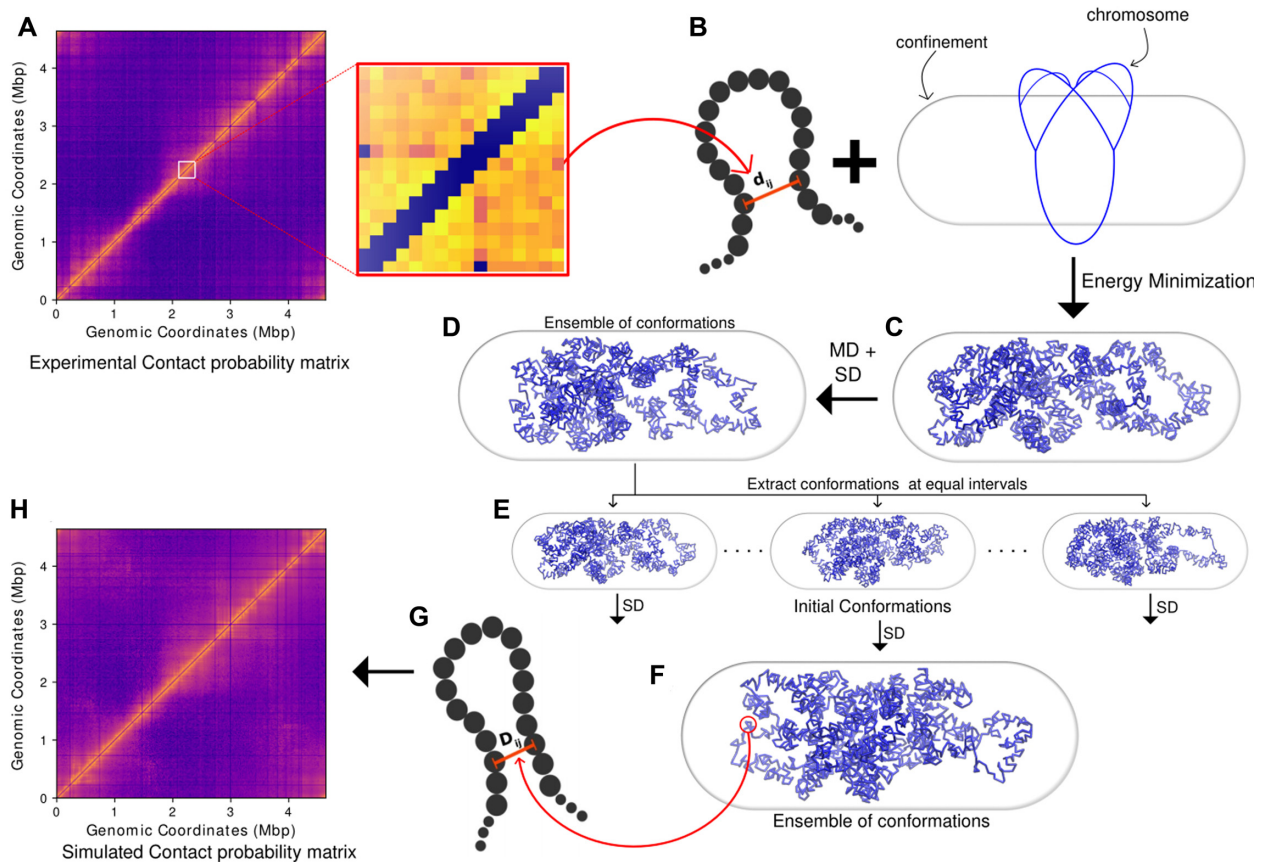 A
Genomic Coordinates (Mbp)
4
3
2
1
0
0 1 2 3 4
Genomic Coordinates (Mbp)
Experimental Contact probability matrix
B
dij
confinement
chromosome
Energy Minimization
C
MD +
SD
D
Ensemble of conformations
Extract conformations at equal intervals
E
SD
Initial Conformations
SD
SD
F
Ensemble of conformations
G
Dij
H
Genomic Coordinates (Mbp)
4
3
2
1
0
0 1 2 3 4
Genomic Coordinates (Mbp)
Simulated Contact probability matrix